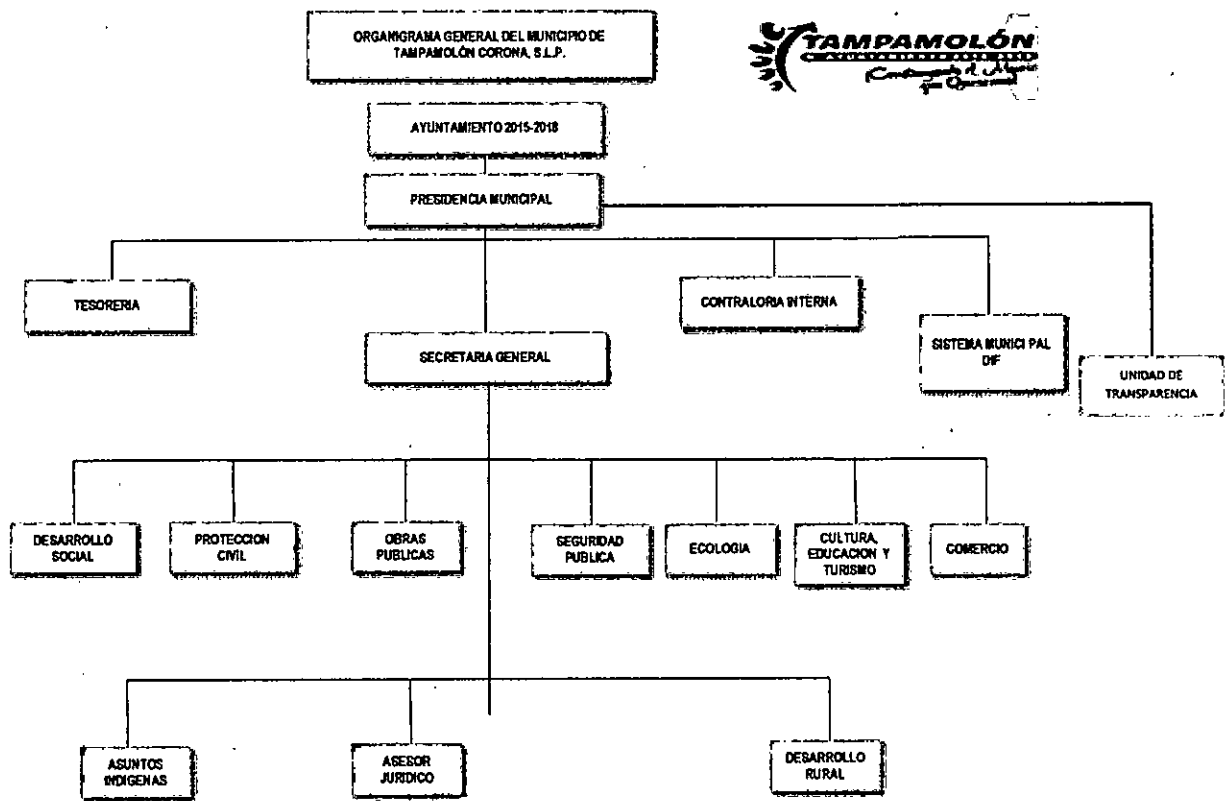 ORGANIGRAMA GENERAL DEL MUNICIPIO DE
TAMPAMOLÓN CORONA, S.L.P.
TAMPAMOLÓN
AYUNTAMIENTO 2015-2018
PRESIDENCIA MUNICIPAL
TESORERIA
CONTRALORIA INTERNA
SECRETARIA GENERAL
SISTEMA MUNICIPAL
DIF
UNIDAD DE
TRANSPARENCIA
DESARROLLO
SOCIAL
PROTECCION
CIVIL
OBRAS
PUBLICAS
SEGURIDAD
PUBLICA
ECOLOGIA
CULTURA,
EDUCACION Y
TURISMO
COMERCIO
ASUNTOS
INDIGENAS
ASESOR
JURIDICO
DESARROLLO
RURAL